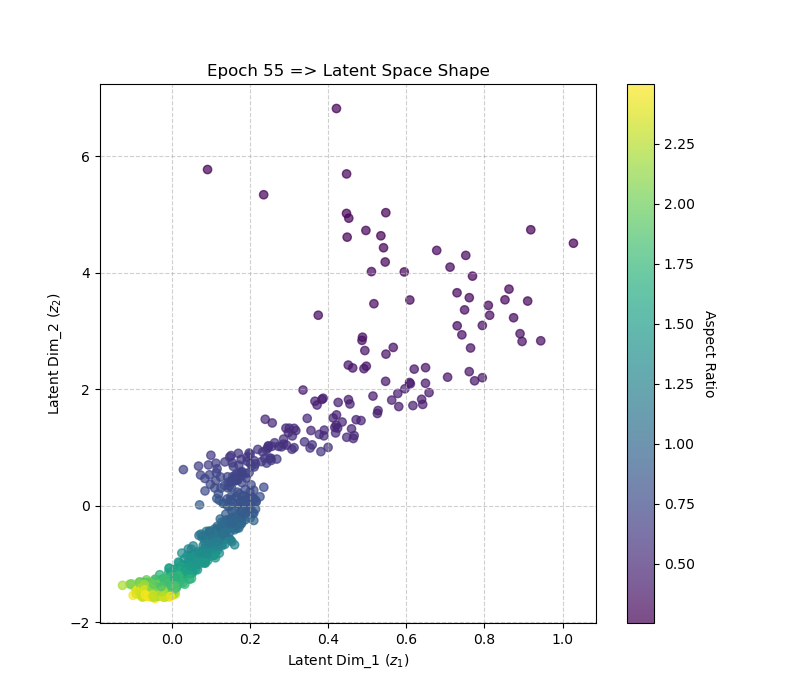 Epoch 55 => Latent Space Shape
6
4
2
0
−2
Latent Dim_2 (z₂)
0.0 0.2 0.4 0.6 0.8 1.0
Latent Dim_1 (z₁)
2.25
2.00
1.75
1.50
1.25
1.00
0.75
0.50
Aspect Ratio